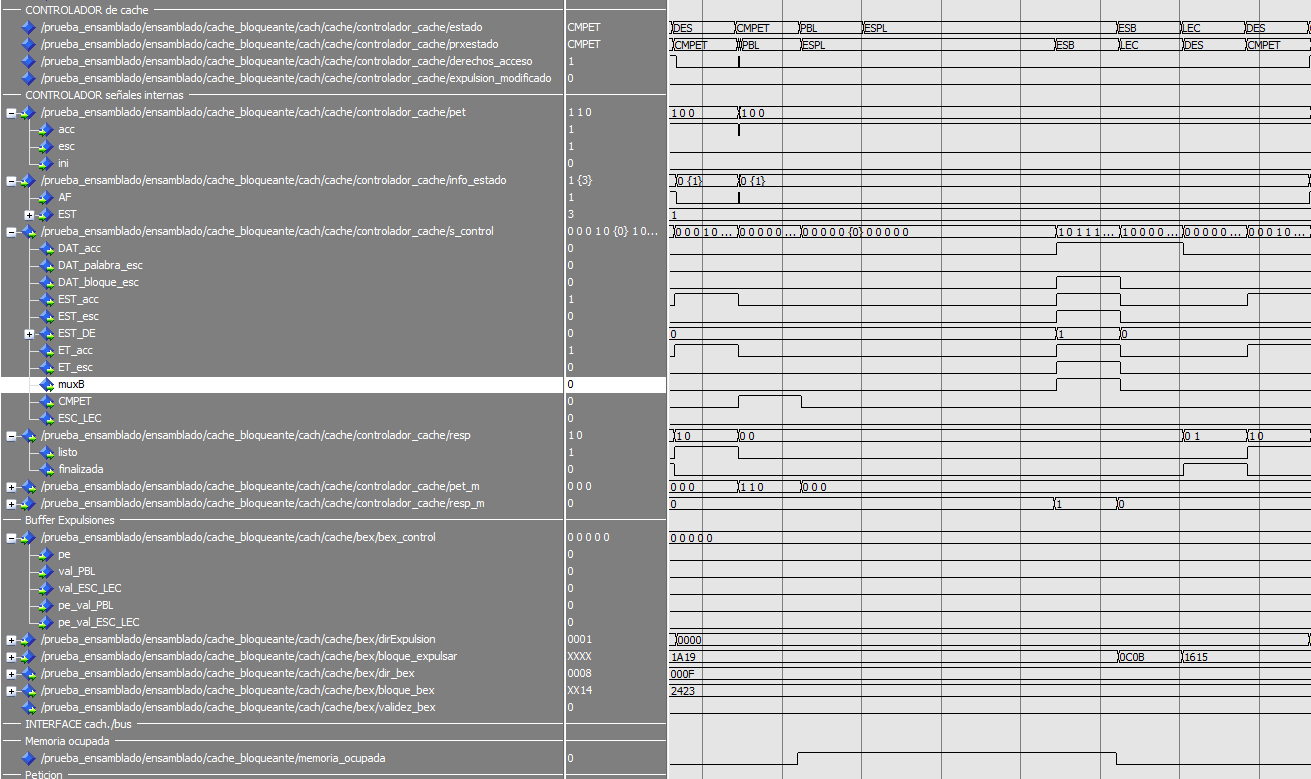 CONTROLADOR de cache
/prueba_ensamblado/ensamblado/cache_bloqueante/cach/cache/controlador_cache/estado CMPET DES CMPET PBL ESPL ESB LEC DES
/prueba_ensamblado/ensamblado/cache_bloqueante/cach/cache/controlador_cache/prxestado CMPET CMPET PBL ESPL ESB LEC DES CMPET
/prueba_ensamblado/ensamblado/cache_bloqueante/cach/cache/controlador_cache/derechos_acceso 1
/prueba_ensamblado/ensamblado/cache_bloqueante/cach/cache/controlador_cache/expulsion_modificado 0
CONTROLADOR señales internas
/prueba_ensamblado/ensamblado/cache_bloqueante/cach/cache/controlador_cache/pet 1 1 0 1 0 0 1 0 0
acc 1
esc 1
ini 0
/prueba_ensamblado/ensamblado/cache_bloqueante/cach/cache/controlador_cache/info_estado 1 {3} 0 {1} 0 {1}
AF 1
EST 3 1
/prueba_ensamblado/ensamblado/cache_bloqueante/cach/cache/controlador_cache/s_control 0 0 0 1 0 {0} 1 0... 0 0 0 1 0 ... 0 0 0 0 0 ... 0 0 0 0 0 {0} 0 0 0 0 0 1 0 1 1 1... 1 0 0 0 0 ... 0 0 0 0 0 ... 0 0 0 1 0...
DAT_acc 0
DAT_palabra_esc 0
DAT_bloque_esc 0
EST_acc 1
EST_esc 0
EST_DE 0 0 1 0
ET_acc 1
ET_esc 0
muxB 0
CMPET 0
ESC_LEC 0
/prueba_ensamblado/ensamblado/cache_bloqueante/cach/cache/controlador_cache/resp 1 0 1 0 0 0 0 1 1 0
listo 1
finalizada 0
/prueba_ensamblado/ensamblado/cache_bloqueante/cach/cache/controlador_cache/pet_m 0 0 0 0 0 0 1 1 0 0 0 0
/prueba_ensamblado/ensamblado/cache_bloqueante/cach/cache/controlador_cache/resp_m 0 0 1 0
Buffer Expulsiones
/prueba_ensamblado/ensamblado/cache_bloqueante/cach/cache/bex/bex_control 0 0 0 0 0 0 0 0 0 0
pe 0
val_PBL 0
val_ESC_LEC 0
pe_val_PBL 0
pe_val_ESC_LEC 0
/prueba_ensamblado/ensamblado/cache_bloqueante/cach/cache/bex/dirExpulsion 0001 0000
/prueba_ensamblado/ensamblado/cache_bloqueante/cach/cache/bex/bloque_expulsar XXXX 1A19 0C0B 1615
/prueba_ensamblado/ensamblado/cache_bloqueante/cach/cache/bex/dir_bex 0008 000F
/prueba_ensamblado/ensamblado/cache_bloqueante/cach/cache/bex/bloque_bex XX14 2423
/prueba_ensamblado/ensamblado/cache_bloqueante/cach/cache/bex/validez_bex 0
INTERFACE cach./bus
Memoria ocupada
/prueba_ensamblado/ensamblado/cache_bloqueante/memoria_ocupada 0
Peticion